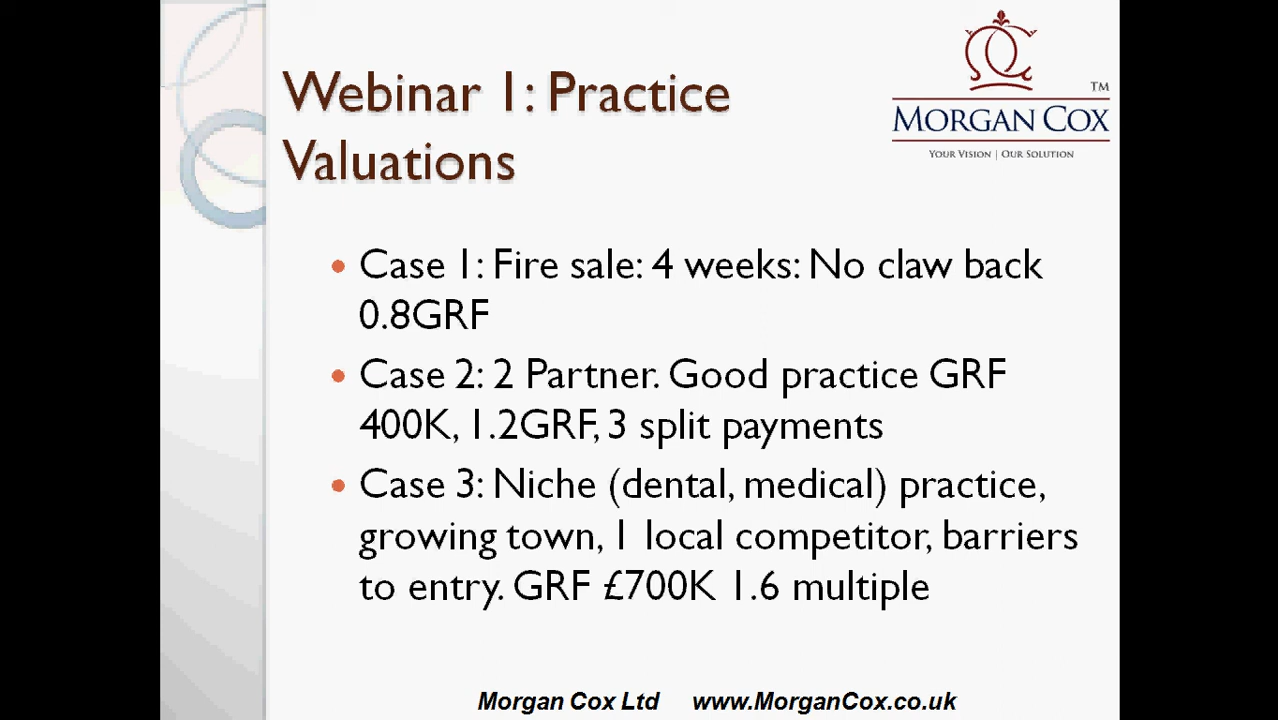 Webinar 1: Practice
Valuations
TM
MORGAN COX
YOUR VISION | OUR SOLUTION
• Case 1: Fire sale: 4 weeks: No claw back
0.8GRF
• Case 2: 2 Partner. Good practice GRF
400K, 1.2GRF, 3 split payments
• Case 3: Niche (dental, medical) practice,
growing town, 1 local competitor, barriers
to entry. GRF £700K 1.6 multiple
Morgan Cox Ltd www.MorganCox.co.uk